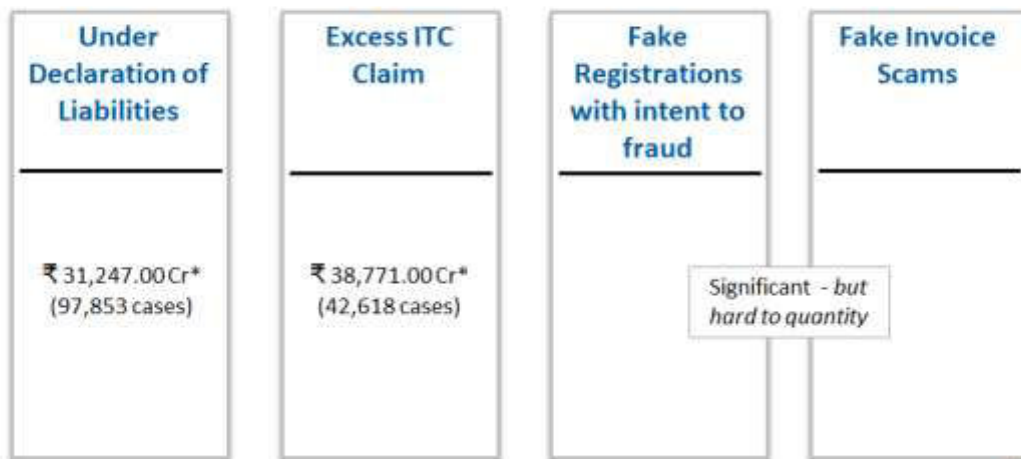 Under
Declaration of
Liabilities
₹ 31,247.00 Cr*
(97,853 cases)
Excess ITC
Claim
₹ 38,771.00 Cr*
(42,618 cases)
Fake
Registrations
with intent to
fraud
Fake Invoice
Scams
Significant - but
hard to quantity